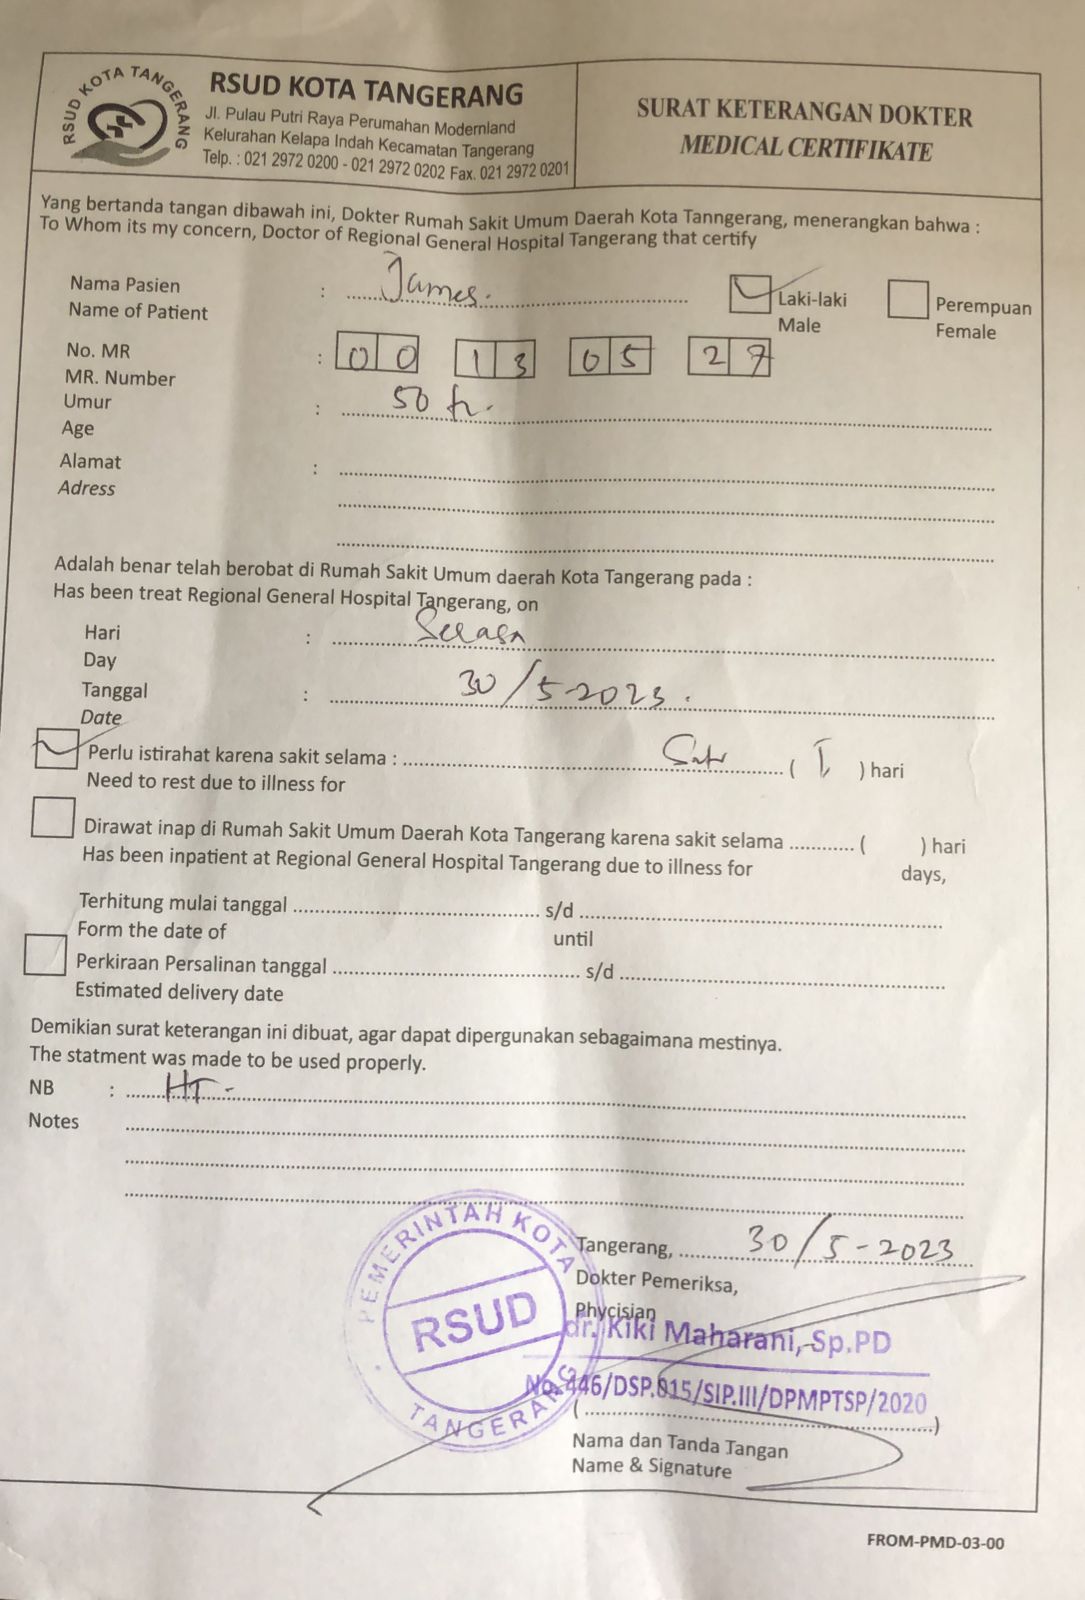 RSUD KOTA TANGERANG
RSUD KOTA TANGERANG
Jl. Pulau Putri Raya Perumahan Modernland
Kelurahan Kelapa Indah Kecamatan Tangerang
Telp. : 021 2972 0200 - 021 2972 0202 Fax. 021 2972 0201
SURAT KETERANGAN DOKTER
MEDICAL CERTIFIKATE
Yang bertanda tangan dibawah ini, Dokter Rumah Sakit Umum Daerah Kota Tanngerang, menerangkan bahwa :
To Whom its my concern, Doctor of Regional General Hospital Tangerang that certify
Nama Pasien : James. Laki-laki Perempuan
Name of Patient Male Female
No. MR : 00 13 05 27
MR. Number
Umur : 50 th.
Age
Alamat :
Adress
Adalah benar telah berobat di Rumah Sakit Umum daerah Kota Tangerang pada :
Has been treat Regional General Hospital Tangerang, on
Hari : Selasa
Day
Tanggal : 30/5-2023.
Date
Perlu istirahat karena sakit selama : Satu ( I ) hari
Need to rest due to illness for
Dirawat inap di Rumah Sakit Umum Daerah Kota Tangerang karena sakit selama ............ ( ) hari
Has been inpatient at Regional General Hospital Tangerang due to illness for days,
Terhitung mulai tanggal ............ s/d ............
Form the date of until
Perkiraan Persalinan tanggal ............ s/d ............
Estimated delivery date
Demikian surat keterangan ini dibuat, agar dapat dipergunakan sebagaimana mestinya.
The statment was made to be used properly.
NB : HT -
Notes
Tangerang, 30/5-2023
Dokter Pemeriksa,
Phycisian
PEMERINTAH KOTA
RSUD
TANGERANG
dr. Kiki Maharani, Sp.PD
No. 446/DSP.015/SIP.III/DPMPTSP/2020
Nama dan Tanda Tangan
Name & Signature
FROM-PMD-03-00